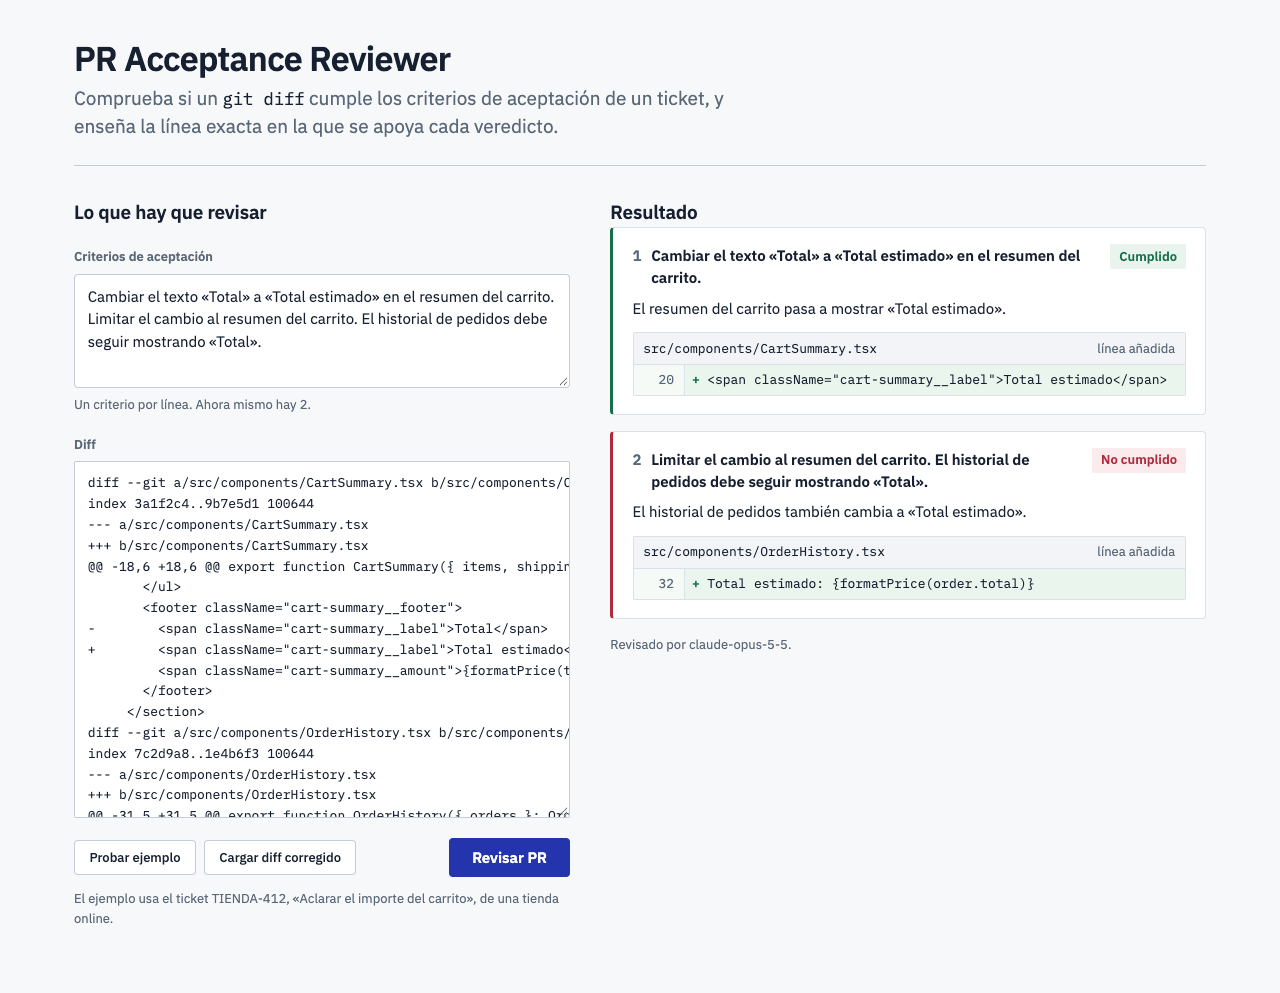 PR Acceptance Reviewer
Comprueba si un git diff cumple los criterios de aceptación de un ticket, y
enseña la línea exacta en la que se apoya cada veredicto.
Lo que hay que revisar
Criterios de aceptación
Cambiar el texto «Total» a «Total estimado» en el resumen del carrito.
Limitar el cambio al resumen del carrito. El historial de pedidos debe
seguir mostrando «Total».
Un criterio por línea. Ahora mismo hay 2.
Diff
diff --git a/src/components/CartSummary.tsx b/src/components/C
index 3a1f2c4..9b7e5d1 100644
--- a/src/components/CartSummary.tsx
+++ b/src/components/CartSummary.tsx
@@ -18,6 +18,6 @@ export function CartSummary({ items, shippin
       </ul>
       <footer className="cart-summary__footer">
-        <span className="cart-summary__label">Total</span>
+        <span className="cart-summary__label">Total estimado<
         <span className="cart-summary__amount">{formatPrice(t
       </footer>
     </section>
diff --git a/src/components/OrderHistory.tsx b/src/components/
index 7c2d9a8..1e4b6f3 100644
--- a/src/components/OrderHistory.tsx
+++ b/src/components/OrderHistory.tsx
@@ -31,5 +31,5 @@ export function OrderHistory({ orders }: Ord
Probar ejemplo
Cargar diff corregido
Revisar PR
El ejemplo usa el ticket TIENDA-412, «Aclarar el importe del carrito», de una tienda
online.
Resultado
1 Cambiar el texto «Total» a «Total estimado» en el resumen del
carrito.
Cumplido
El resumen del carrito pasa a mostrar «Total estimado».
src/components/CartSummary.tsx
línea añadida
20 + <span className="cart-summary__label">Total estimado</span>
2 Limitar el cambio al resumen del carrito. El historial de
pedidos debe seguir mostrando «Total».
No cumplido
El historial de pedidos también cambia a «Total estimado».
src/components/OrderHistory.tsx
línea añadida
32 + Total estimado: {formatPrice(order.total)}
Revisado por claude-opus-5-5.